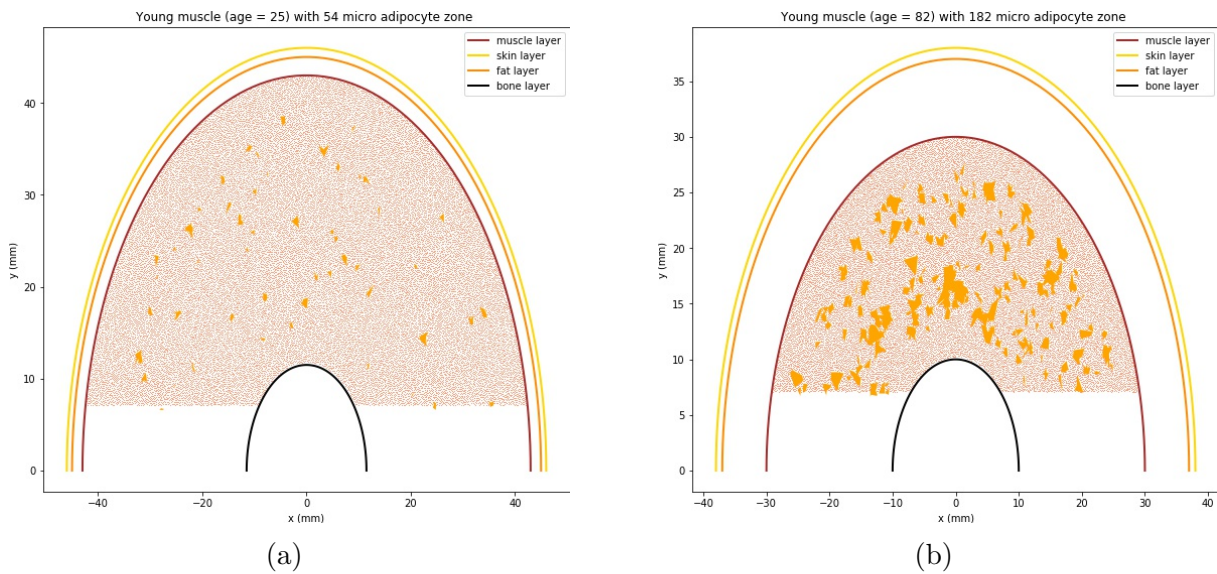 Young muscle (age = 25) with 54 micro adipocyte zone
muscle layer
skin layer
fat layer
bone layer
40
30
20
10
0
y (mm)
−40 −20 0 20 40
x (mm)
(a)
Young muscle (age = 82) with 182 micro adipocyte zone
muscle layer
skin layer
fat layer
bone layer
35
30
25
20
15
10
5
0
y (mm)
−40 −30 −20 −10 0 10 20 30 40
x (mm)
(b)